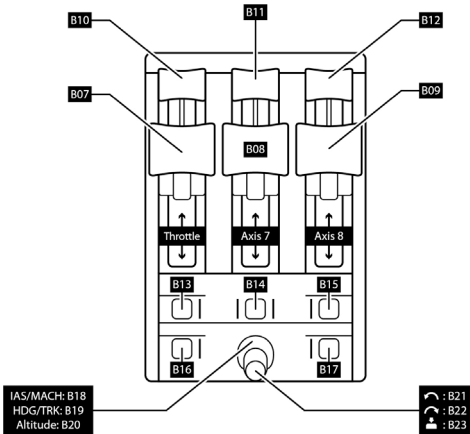 B10
B11
B12
B07
B09
B08
Throttle
Axis 7
Axis 8
B13
B14
B15
B16
B17
IAS/MACH: B18
HDG/TRK: B19
Altitude: B20
: B21
: B22
: B23